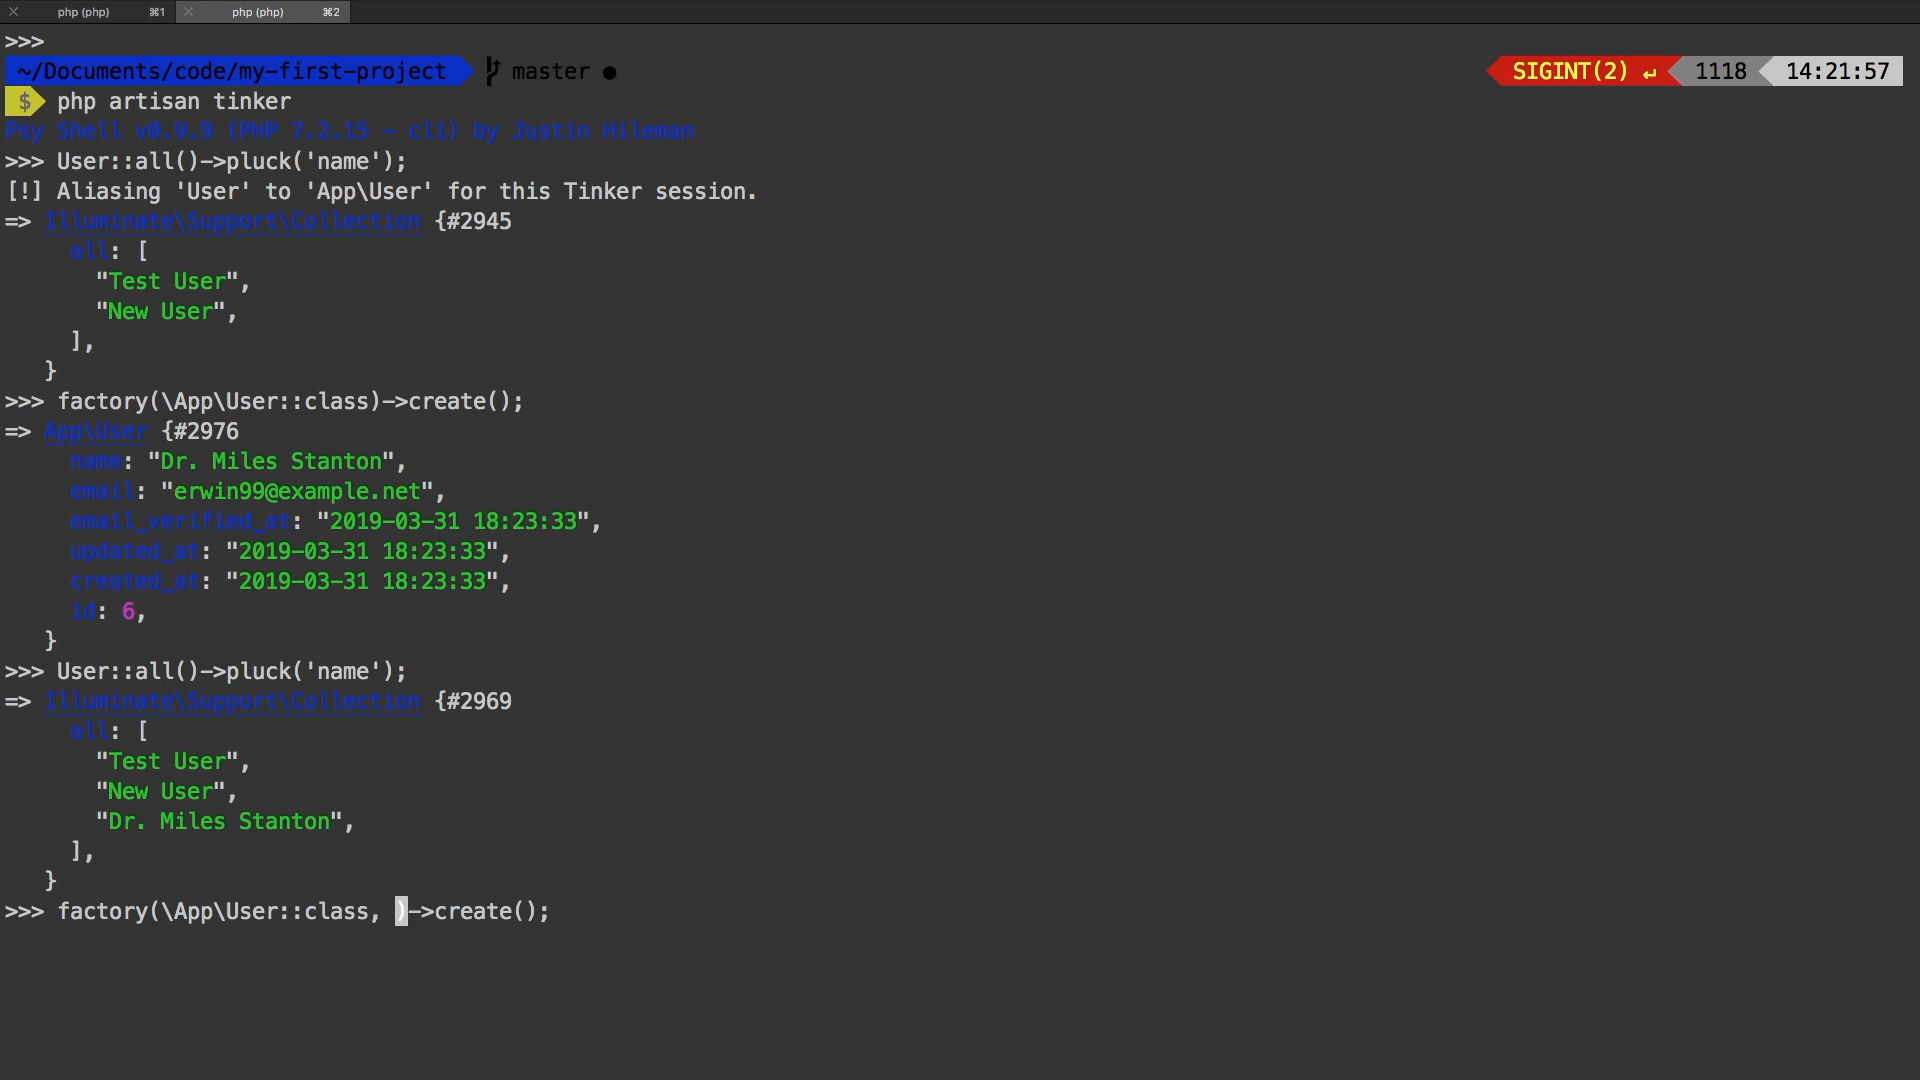 php (php) ⌘1 php (php) ⌘2
>>>
~/Documents/code/my-first-project master ● SIGINT(2) ↵ 1118 14:21:57
$ php artisan tinker
Psy Shell v0.9.9 (PHP 7.2.15 — cli) by Justin Hileman
>>> User::all()->pluck('name');
[!] Aliasing 'User' to 'App\User' for this Tinker session.
=> Illuminate\Support\Collection {#2945
all: [
"Test User",
"New User",
],
}
>>> factory(\App\User::class)->create();
=> App\User {#2976
name: "Dr. Miles Stanton",
email: "erwin99@example.net",
email_verified_at: "2019-03-31 18:23:33",
updated_at: "2019-03-31 18:23:33",
created_at: "2019-03-31 18:23:33",
id: 6,
}
>>> User::all()->pluck('name');
=> Illuminate\Support\Collection {#2969
all: [
"Test User",
"New User",
"Dr. Miles Stanton",
],
}
>>> factory(\App\User::class, )->create();